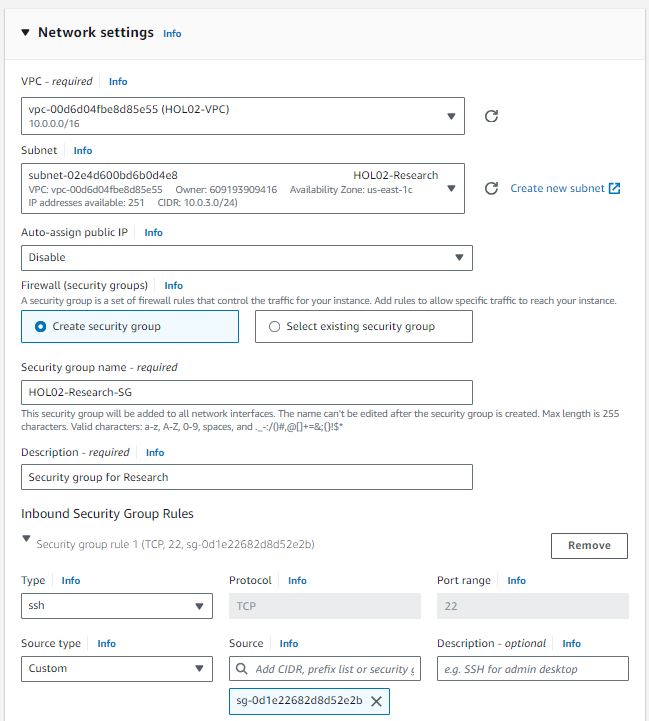 Network settings Info
VPC - required Info
vpc-00d6d04fbe8d85e55 (HOL02-VPC)
10.0.0.0/16
Subnet Info
subnet-02e4d600bd6b0d4e8 HOL02-Research
VPC: vpc-00d6d04fbe8d85e55 Owner: 609193909416 Availability Zone: us-east-1c
IP addresses available: 251 CIDR: 10.0.3.0/24)
Create new subnet
Auto-assign public IP Info
Disable
Firewall (security groups) Info
A security group is a set of firewall rules that control the traffic for your instance. Add rules to allow specific traffic to reach your instance.
Create security group Select existing security group
Security group name - required
HOL02-Research-SG
This security group will be added to all network interfaces. The name can't be edited after the security group is created. Max length is 255
characters. Valid characters: a-z, A-Z, 0-9, spaces, and ._-:/()#,@[]+=&;{}!$*
Description - required Info
Security group for Research
Inbound Security Group Rules
Security group rule 1 (TCP, 22, sg-0d1e22682d8d52e2b)
Remove
Type Info Protocol Info Port range Info
ssh TCP 22
Source type Info Source Info Description - optional Info
Custom Add CIDR, prefix list or security g e.g. SSH for admin desktop
sg-0d1e22682d8d52e2b